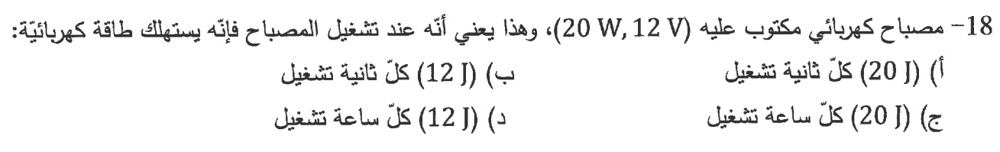 18- مصباح كهربائي مكتوب عليه (20 W, 12 V)، وهذا يعني أنّه عند تشغيل المصباح فإنّه يستهلك طاقة كهربائيّة:
أ) (20 J) كلّ ثانية تشغيل ب) (12 J) كلّ ثانية تشغيل
ج) (20 J) كلّ ساعة تشغيل د) (12 J) كلّ ساعة تشغيل